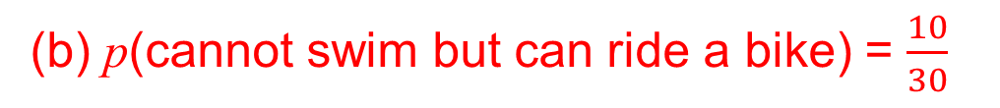 (b) p(cannot swim but can ride a bike) = 10/30